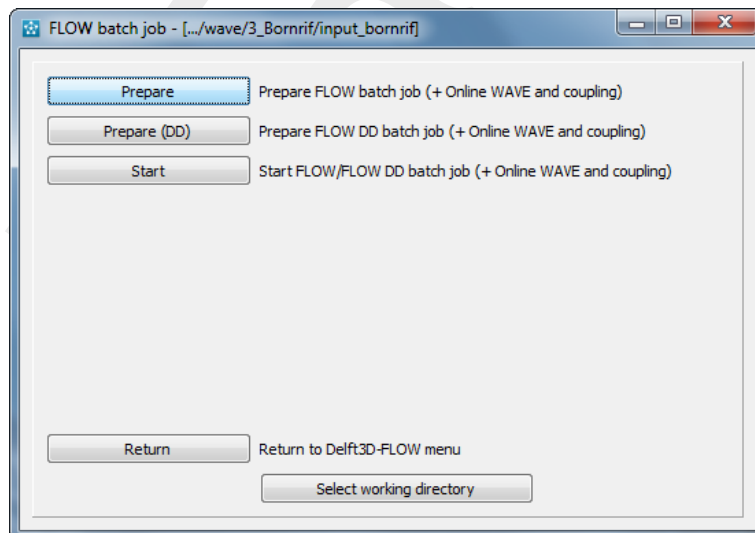 FLOW batch job - [.../wave/3_Bornrif/input_bornrif]
Prepare Prepare FLOW batch job (+ Online WAVE and coupling)
Prepare (DD) Prepare FLOW DD batch job (+ Online WAVE and coupling)
Start Start FLOW/FLOW DD batch job (+ Online WAVE and coupling)
Return Return to Delft3D-FLOW menu
Select working directory